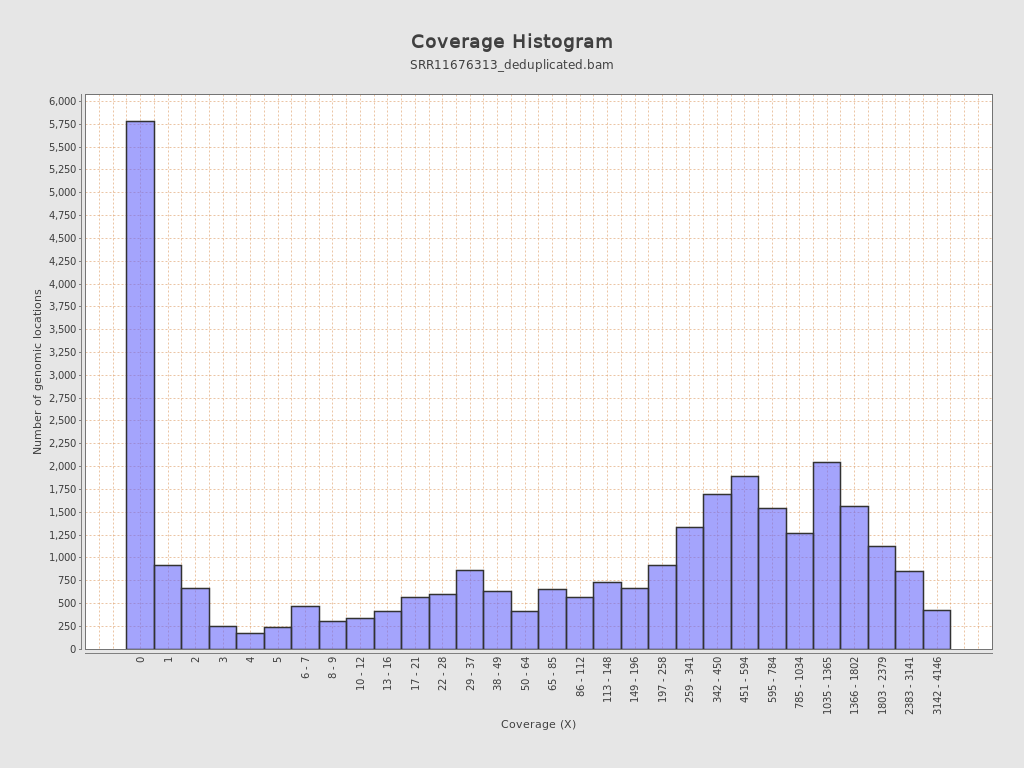 Coverage Histogram
SRR11676313_deduplicated.bam
Number of genomic locations
6,000
5,750
5,500
5,250
5,000
4,750
4,500
4,250
4,000
3,750
3,500
3,250
3,000
2,750
2,500
2,250
2,000
1,750
1,500
1,250
1,000
750
500
250
0
0
1
2
3
4
5
6 - 7
8 - 9
10 - 12
13 - 16
17 - 21
22 - 28
29 - 37
38 - 49
50 - 64
65 - 85
86 - 112
113 - 148
149 - 196
197 - 258
259 - 341
342 - 450
451 - 594
595 - 784
785 - 1034
1035 - 1365
1366 - 1802
1803 - 2379
2383 - 3141
3142 - 4146
Coverage (X)